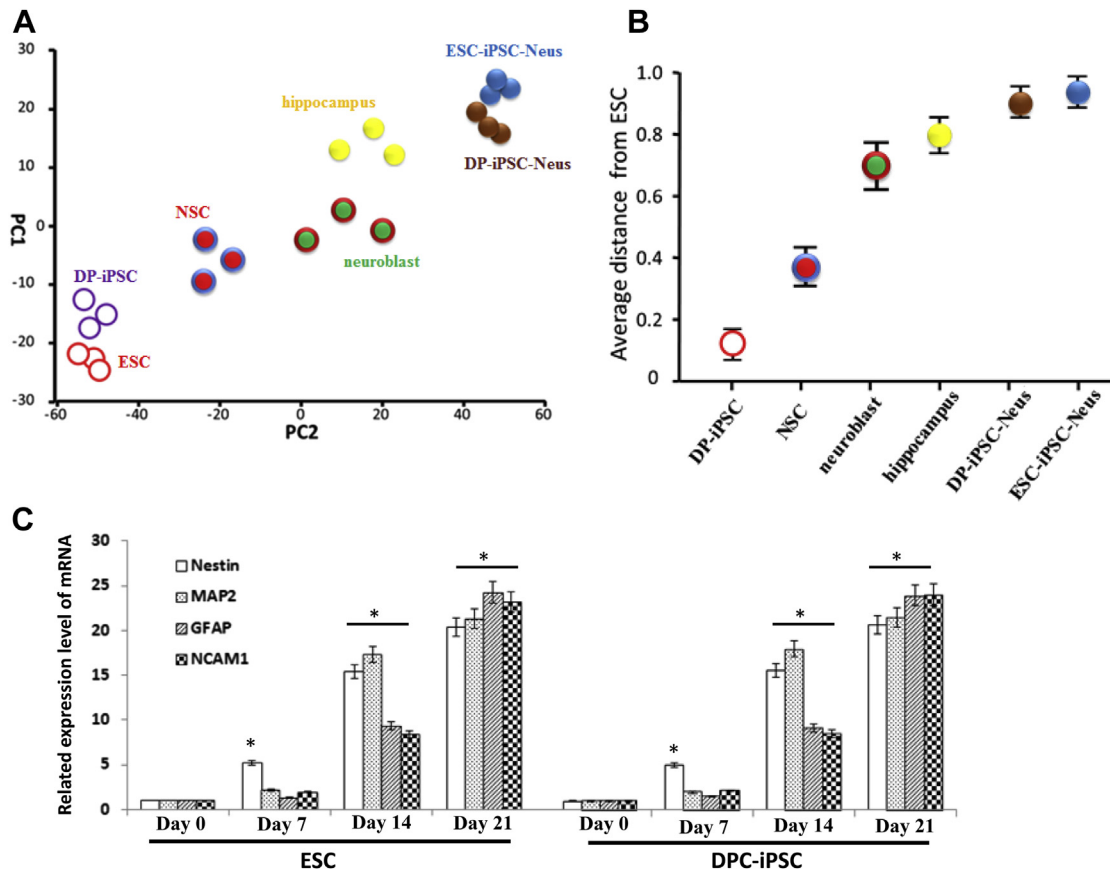 A
30
20
10
0
-10
-20
-30
PC1
-60
-40
-20
0
20
40
60
PC2
ESC-iPSC-Neus
hippocampus
DP-iPSC-Neus
NSC
neuroblast
DP-iPSC
ESC
B
Average distance from ESC
1.0
0.8
0.6
0.4
0.2
0
DP-iPSC
NSC
neuroblast
hippocampus
DP-iPSC-Neus
ESC-iPSC-Neus
C
Related expression level of mRNA
30
25
20
15
10
5
0
Nestin
MAP2
GFAP
NCAM1
* * * * * *
Day 0 Day 7 Day 14 Day 21 Day 0 Day 7 Day 14 Day 21
ESC DPC-iPSC